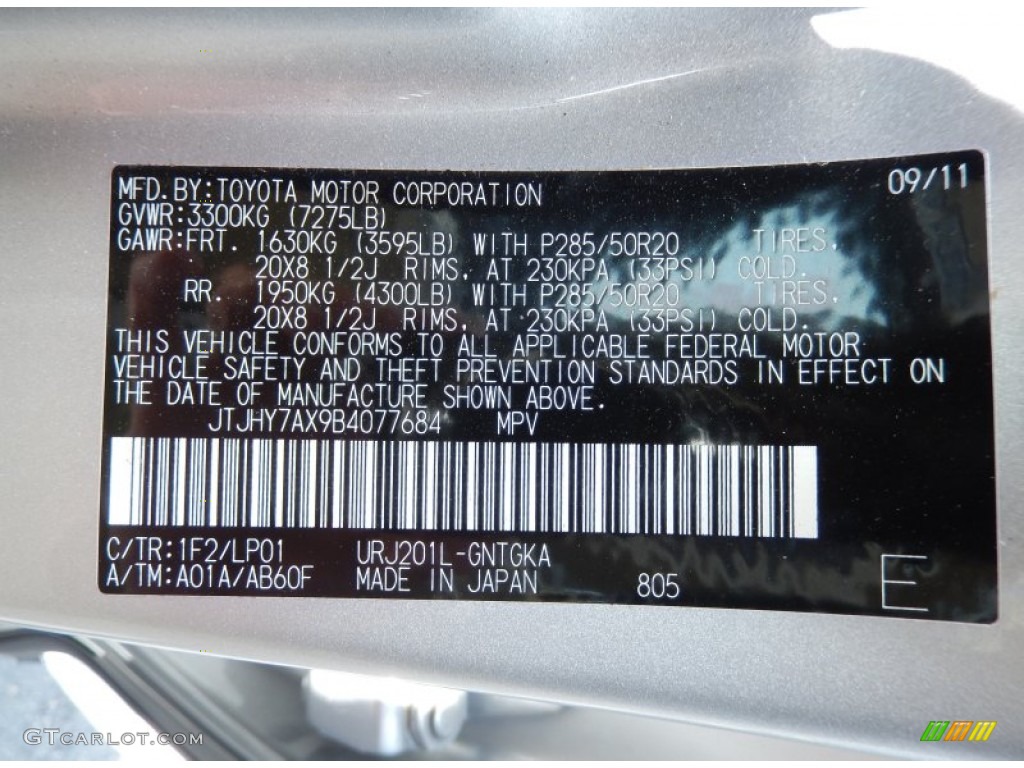 MFD.BY:TOYOTA MOTOR CORPORATION 09/11
GVWR:3300KG (7275LB)
GAWR:FRT. 1630KG (3595LB) WITH P285/50R20 TIRES,
20X8 1/2J RIMS, AT 230KPA (33PSI) COLD.
RR. 1950KG (4300LB) WITH P285/50R20 TIRES,
20X8 1/2J RIMS, AT 230KPA (33PSI) COLD.
THIS VEHICLE CONFORMS TO ALL APPLICABLE FEDERAL MOTOR
VEHICLE SAFETY AND THEFT PREVENTION STANDARDS IN EFFECT ON
THE DATE OF MANUFACTURE SHOWN ABOVE.
JTJHY7AX9B4077684 MPV
C/TR:1F2/LP01 URJ201L-GNTGKA
A/TM:A01A/AB60F MADE IN JAPAN 805 E
GTCARLOT.COM